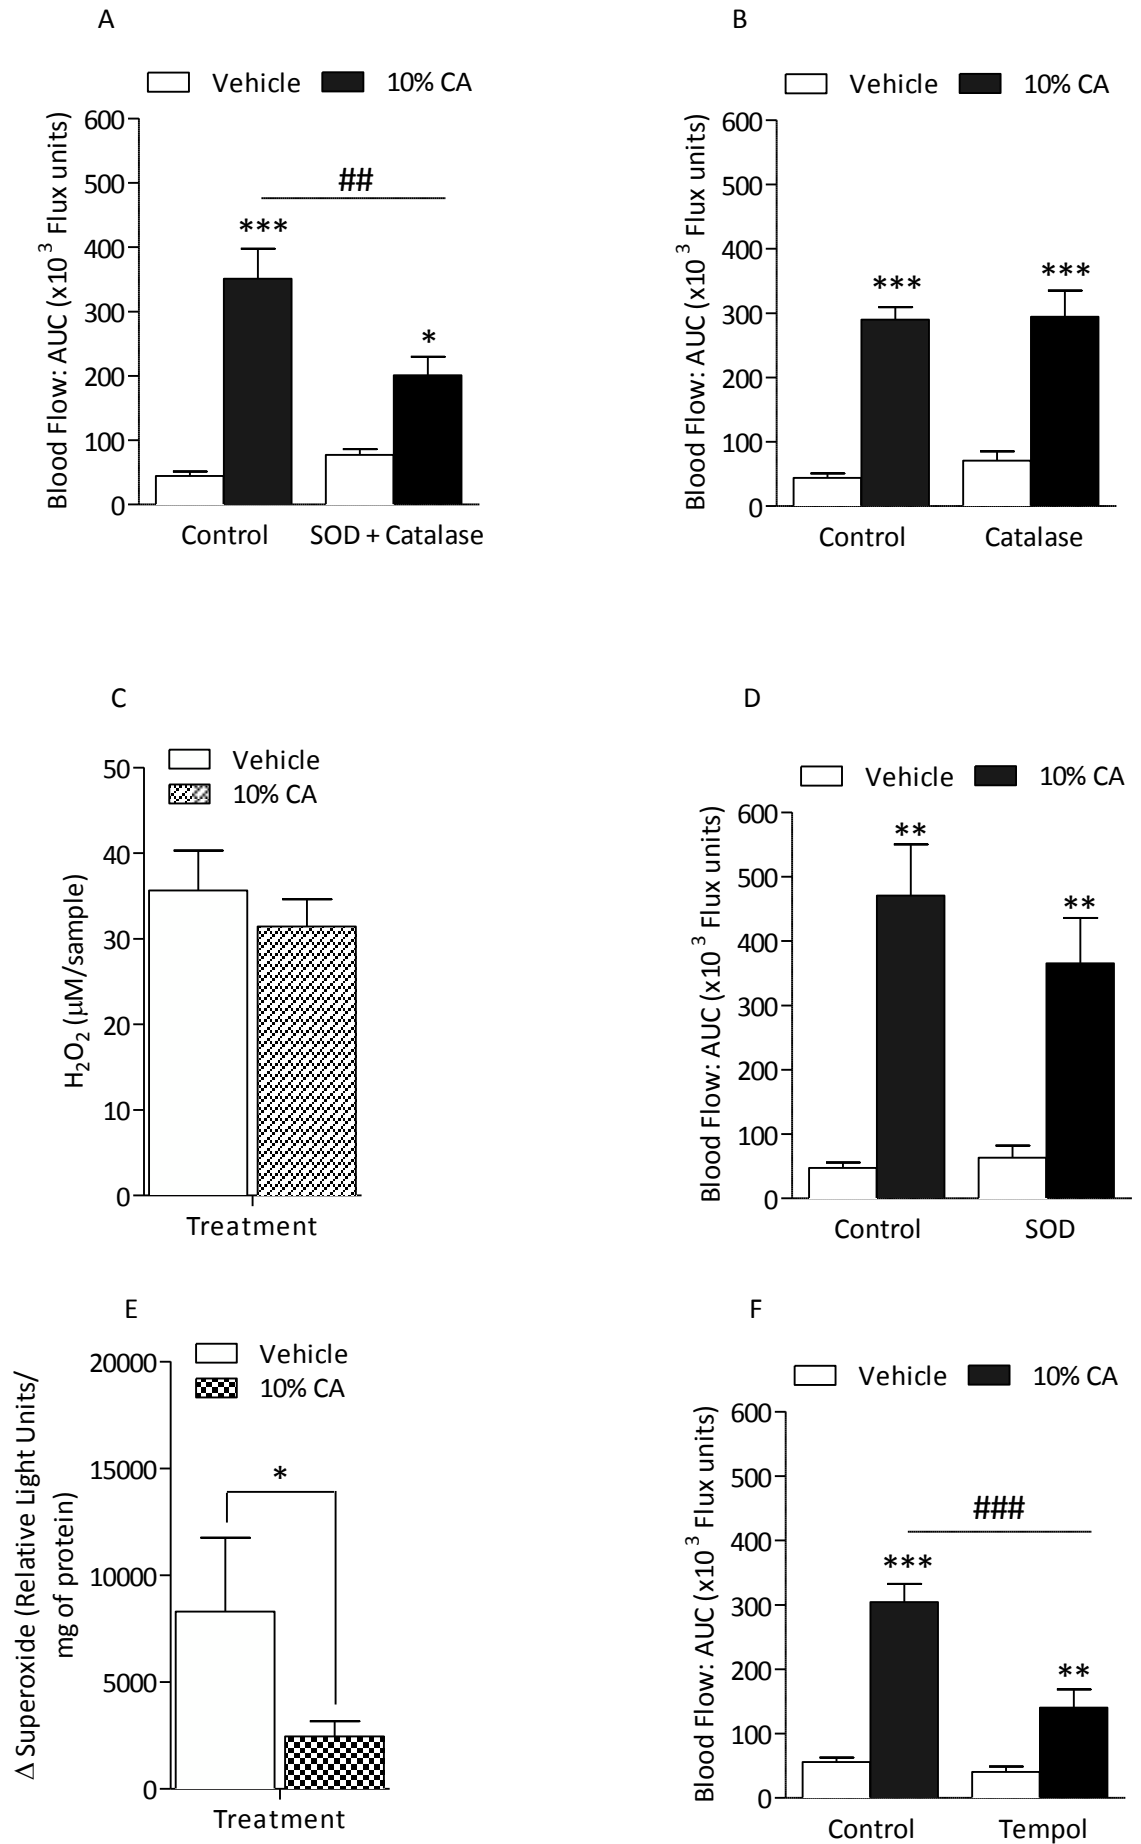 A
Vehicle 10% CA
Blood Flow: AUC (x10³ Flux units)
600
500
400
300
200
100
0
##
***
*
Control SOD + Catalase
B
Vehicle 10% CA
Blood Flow: AUC (x10³ Flux units)
600
500
400
300
200
100
0
***
***
Control Catalase
C
Vehicle
10% CA
H₂O₂ (µM/sample)
50
40
30
20
10
0
Treatment
D
Vehicle 10% CA
Blood Flow: AUC (x10³ Flux units)
600
500
400
300
200
100
0
**
**
Control SOD
E
Vehicle
10% CA
Δ Superoxide (Relative Light Units/
mg of protein)
20000
15000
10000
5000
0
*
Treatment
F
Vehicle 10% CA
Blood Flow: AUC (x10³ Flux units)
600
500
400
300
200
100
0
###
***
**
Control Tempol